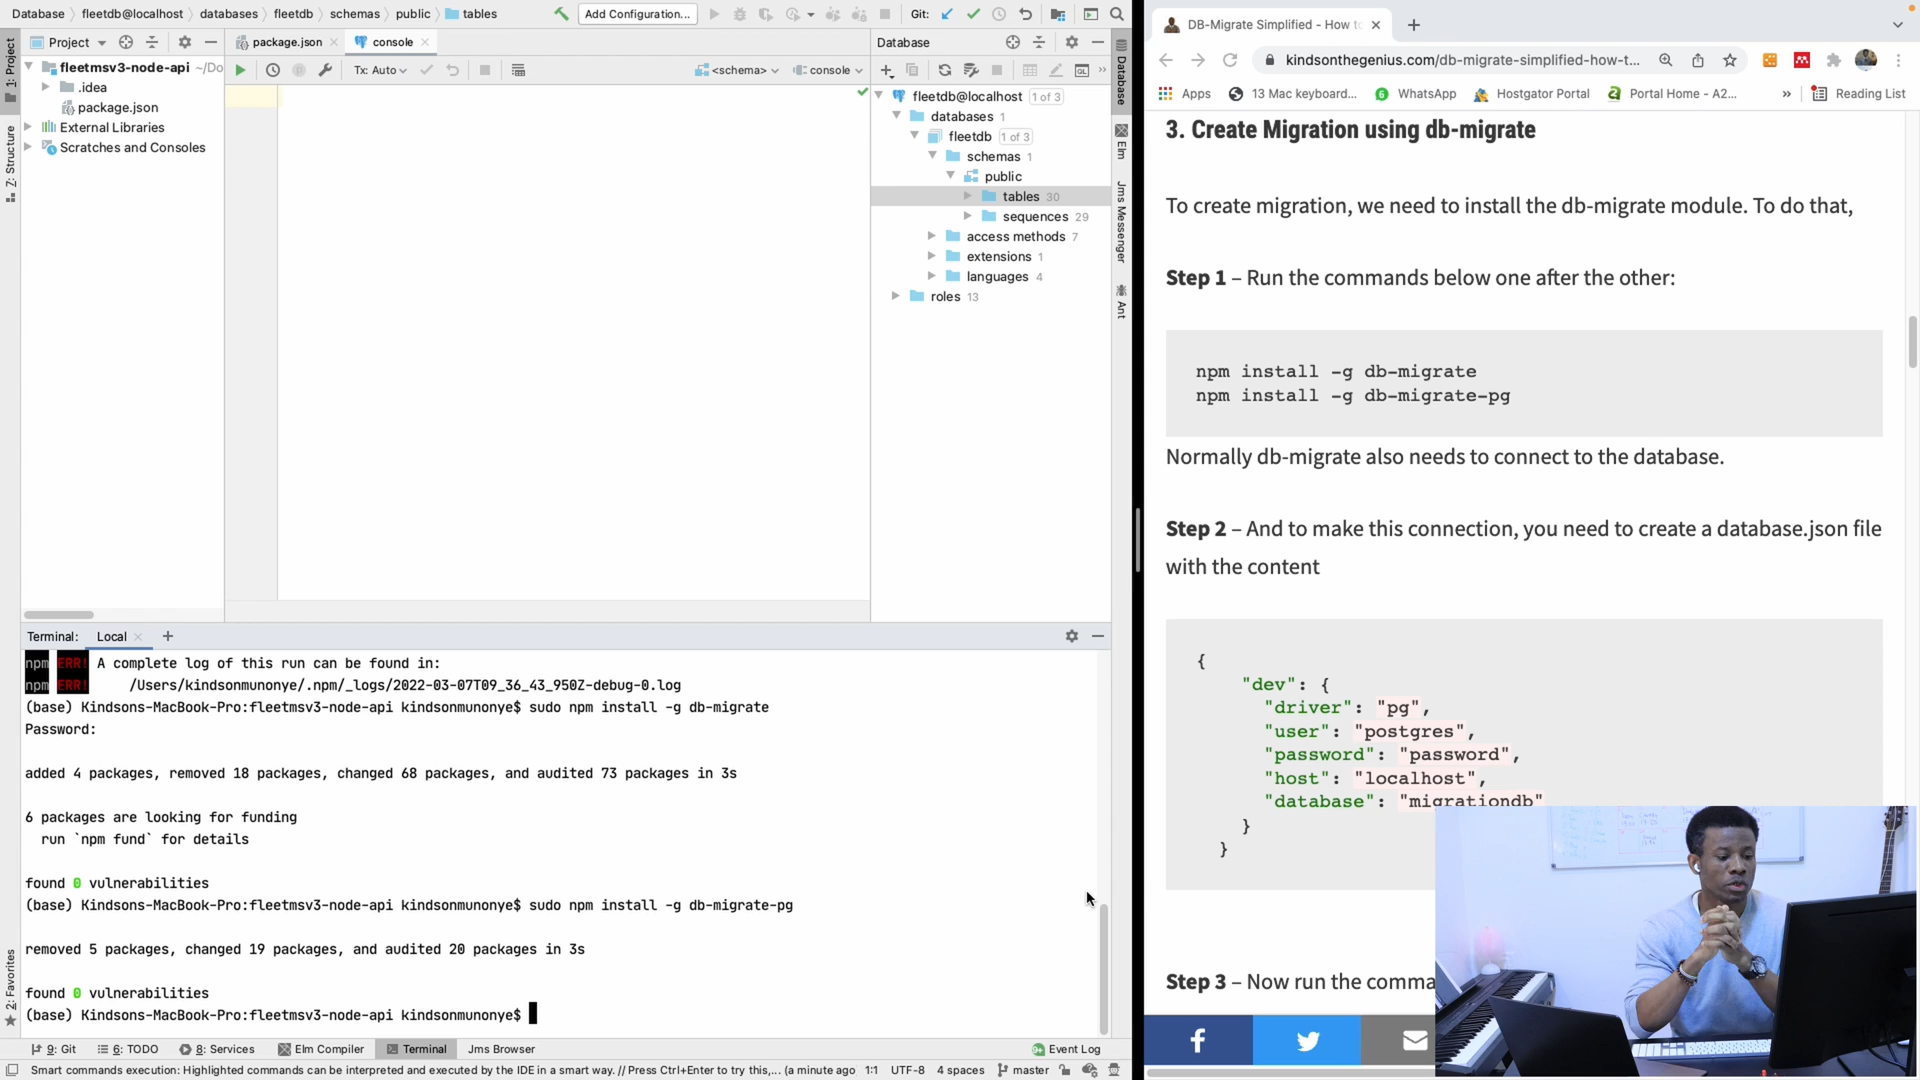 Database
fleetdb@localhost
databases
fleetdb
schemas
public
tables
Add Configuration...
Git:
1: Project
Z: Structure
2: Favorites
Project
package.json
console
fleetmsv3-node-api ~/Do
.idea
package.json
External Libraries
Scratches and Consoles
Tx: Auto
<schema>
console
Database
fleetdb@localhost 1 of 3
databases 1
fleetdb 1 of 3
schemas 1
public
tables 30
sequences 29
access methods 7
extensions 1
languages 4
roles 13
Database
Elm
Jms Messenger
Ant
Terminal: Local
npm ERR! A complete log of this run can be found in:
npm ERR! /Users/kindsonmunonye/.npm/_logs/2022-03-07T09_36_43_950Z-debug-0.log
(base) Kindsons-MacBook-Pro:fleetmsv3-node-api kindsonmunonye$ sudo npm install -g db-migrate
Password:
added 4 packages, removed 18 packages, changed 68 packages, and audited 73 packages in 3s
6 packages are looking for funding
run `npm fund` for details
found 0 vulnerabilities
(base) Kindsons-MacBook-Pro:fleetmsv3-node-api kindsonmunonye$ sudo npm install -g db-migrate-pg
removed 5 packages, changed 19 packages, and audited 20 packages in 3s
found 0 vulnerabilities
(base) Kindsons-MacBook-Pro:fleetmsv3-node-api kindsonmunonye$
9: Git
6: TODO
8: Services
Elm Compiler
Terminal
Jms Browser
Event Log
Smart commands execution: Highlighted commands can be interpreted and executed by the IDE in a smart way. // Press Ctrl+Enter to try this,... (a minute ago
1:1
UTF-8
4 spaces
master
DB-Migrate Simplified - How to
kindsonthegenius.com/db-migrate-simplified-how-t...
Apps
13 Mac keyboard...
WhatsApp
Hostgator Portal
Portal Home - A2...
»
Reading List
3. Create Migration using db-migrate
To create migration, we need to install the db-migrate module. To do that,
Step 1 – Run the commands below one after the other:
npm install -g db-migrate
npm install -g db-migrate-pg
Normally db-migrate also needs to connect to the database.
Step 2 – And to make this connection, you need to create a database.json file
with the content
{
"dev": {
"driver": "pg",
"user": "postgres",
"password": "password",
"host": "localhost",
"database": "migrationdb"
}
}
Step 3 – Now run the comma